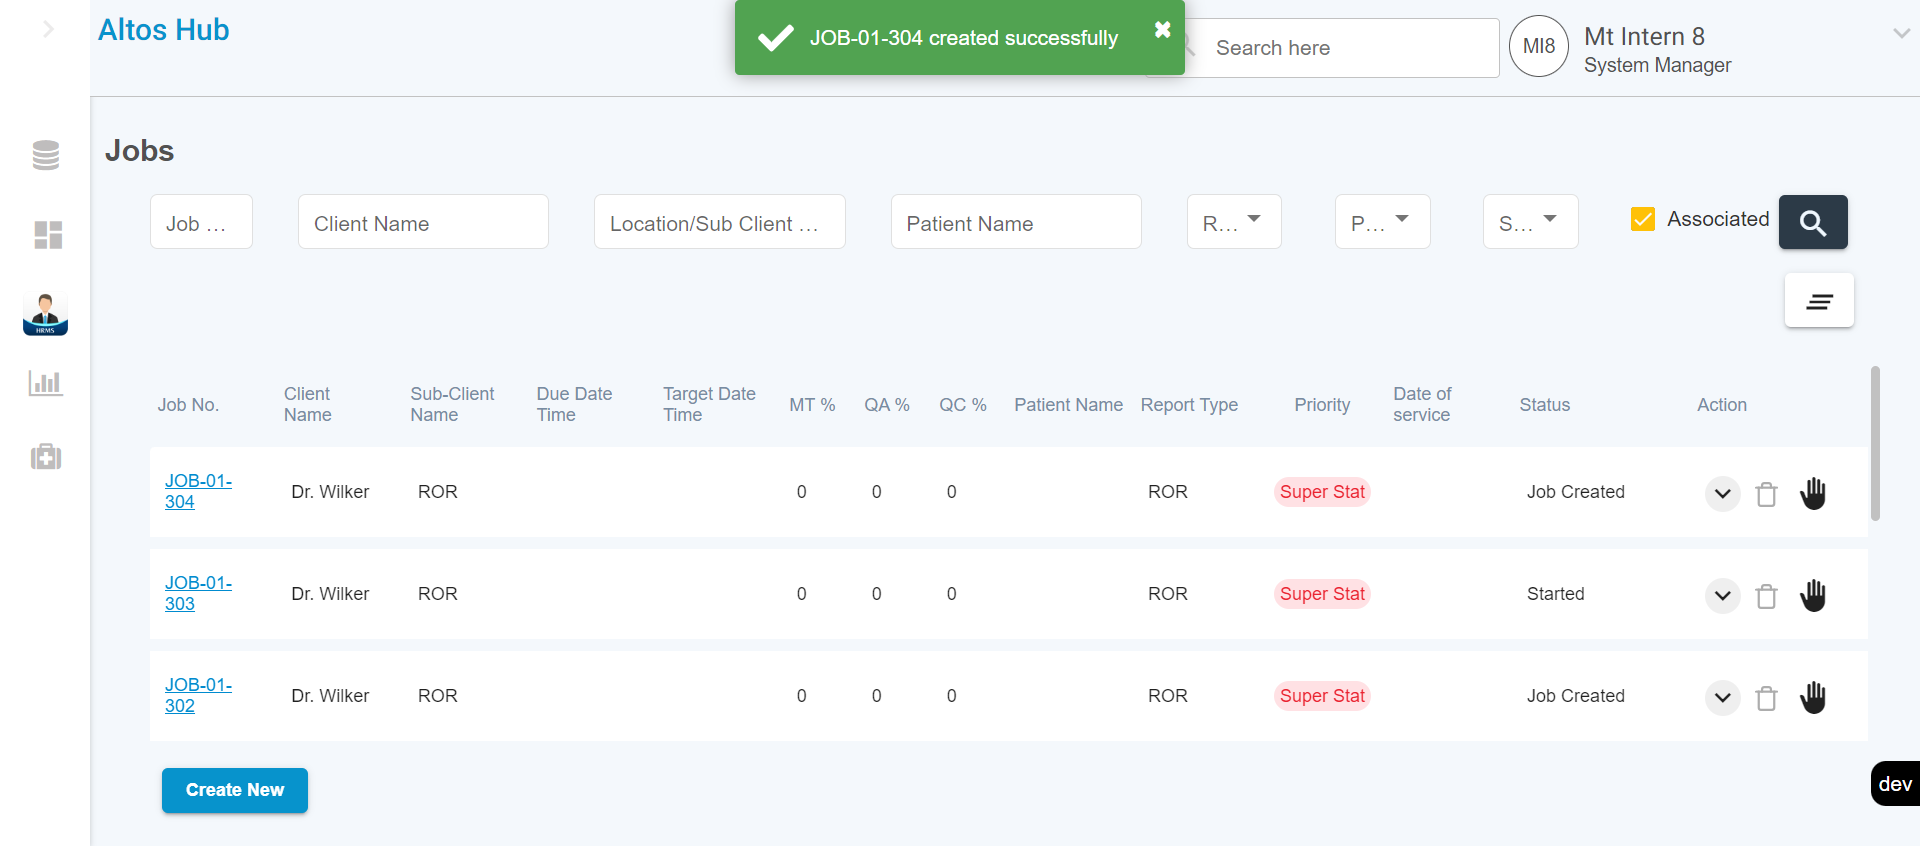 Altos Hub
JOB-01-304 created successfully
Search here
MI8
Mt Intern 8
System Manager
Jobs
Job ...
Client Name
Location/Sub Client ...
Patient Name
R...
P...
S...
Associated
HRMS
Job No.
Client
Name
Sub-Client
Name
Due Date
Time
Target Date
Time
MT %
QA %
QC %
Patient Name
Report Type
Priority
Date of
service
Status
Action
JOB-01-
304
Dr. Wilker
ROR
0
0
0
ROR
Super Stat
Job Created
JOB-01-
303
Dr. Wilker
ROR
0
0
0
ROR
Super Stat
Started
JOB-01-
302
Dr. Wilker
ROR
0
0
0
ROR
Super Stat
Job Created
Create New
dev